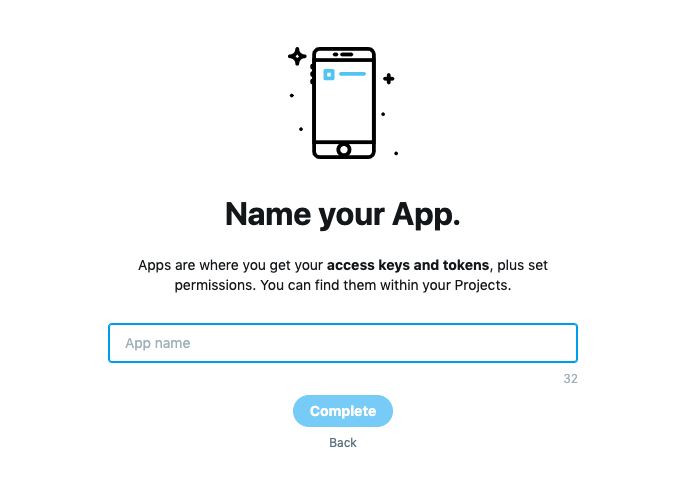 Name your App.
Apps are where you get your access keys and tokens, plus set
permissions. You can find them within your Projects.
App name
32
Complete
Back